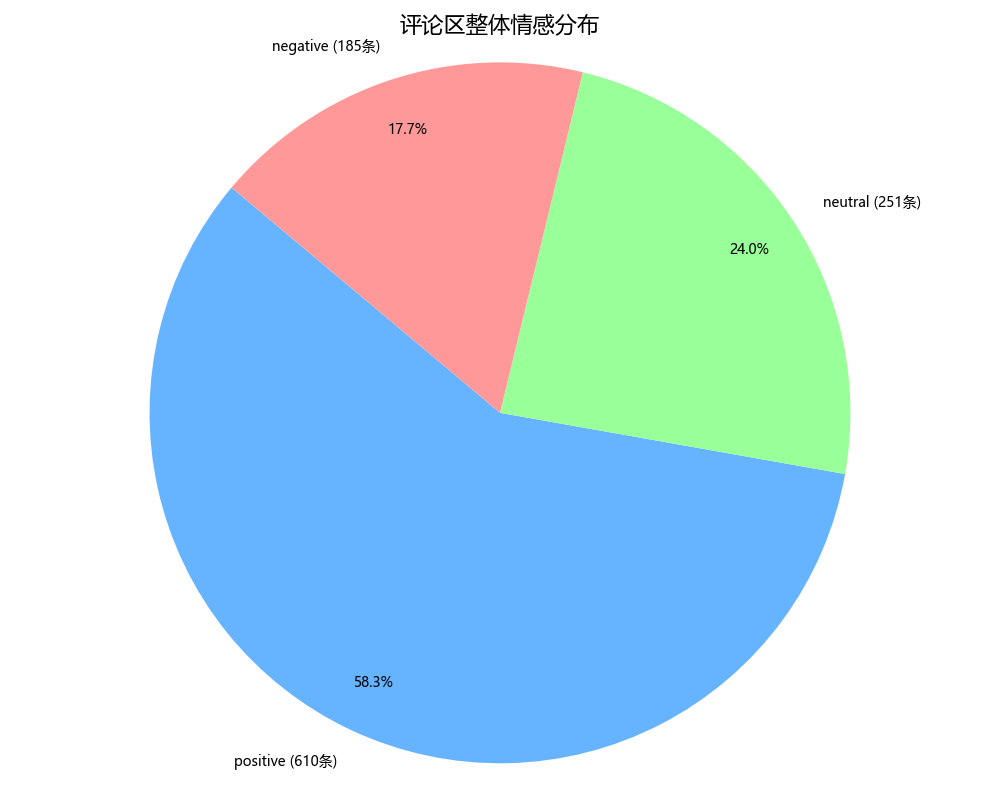 评论区整体情感分布
negative (185条)
17.7%
neutral (251条)
24.0%
58.3%
positive (610条)